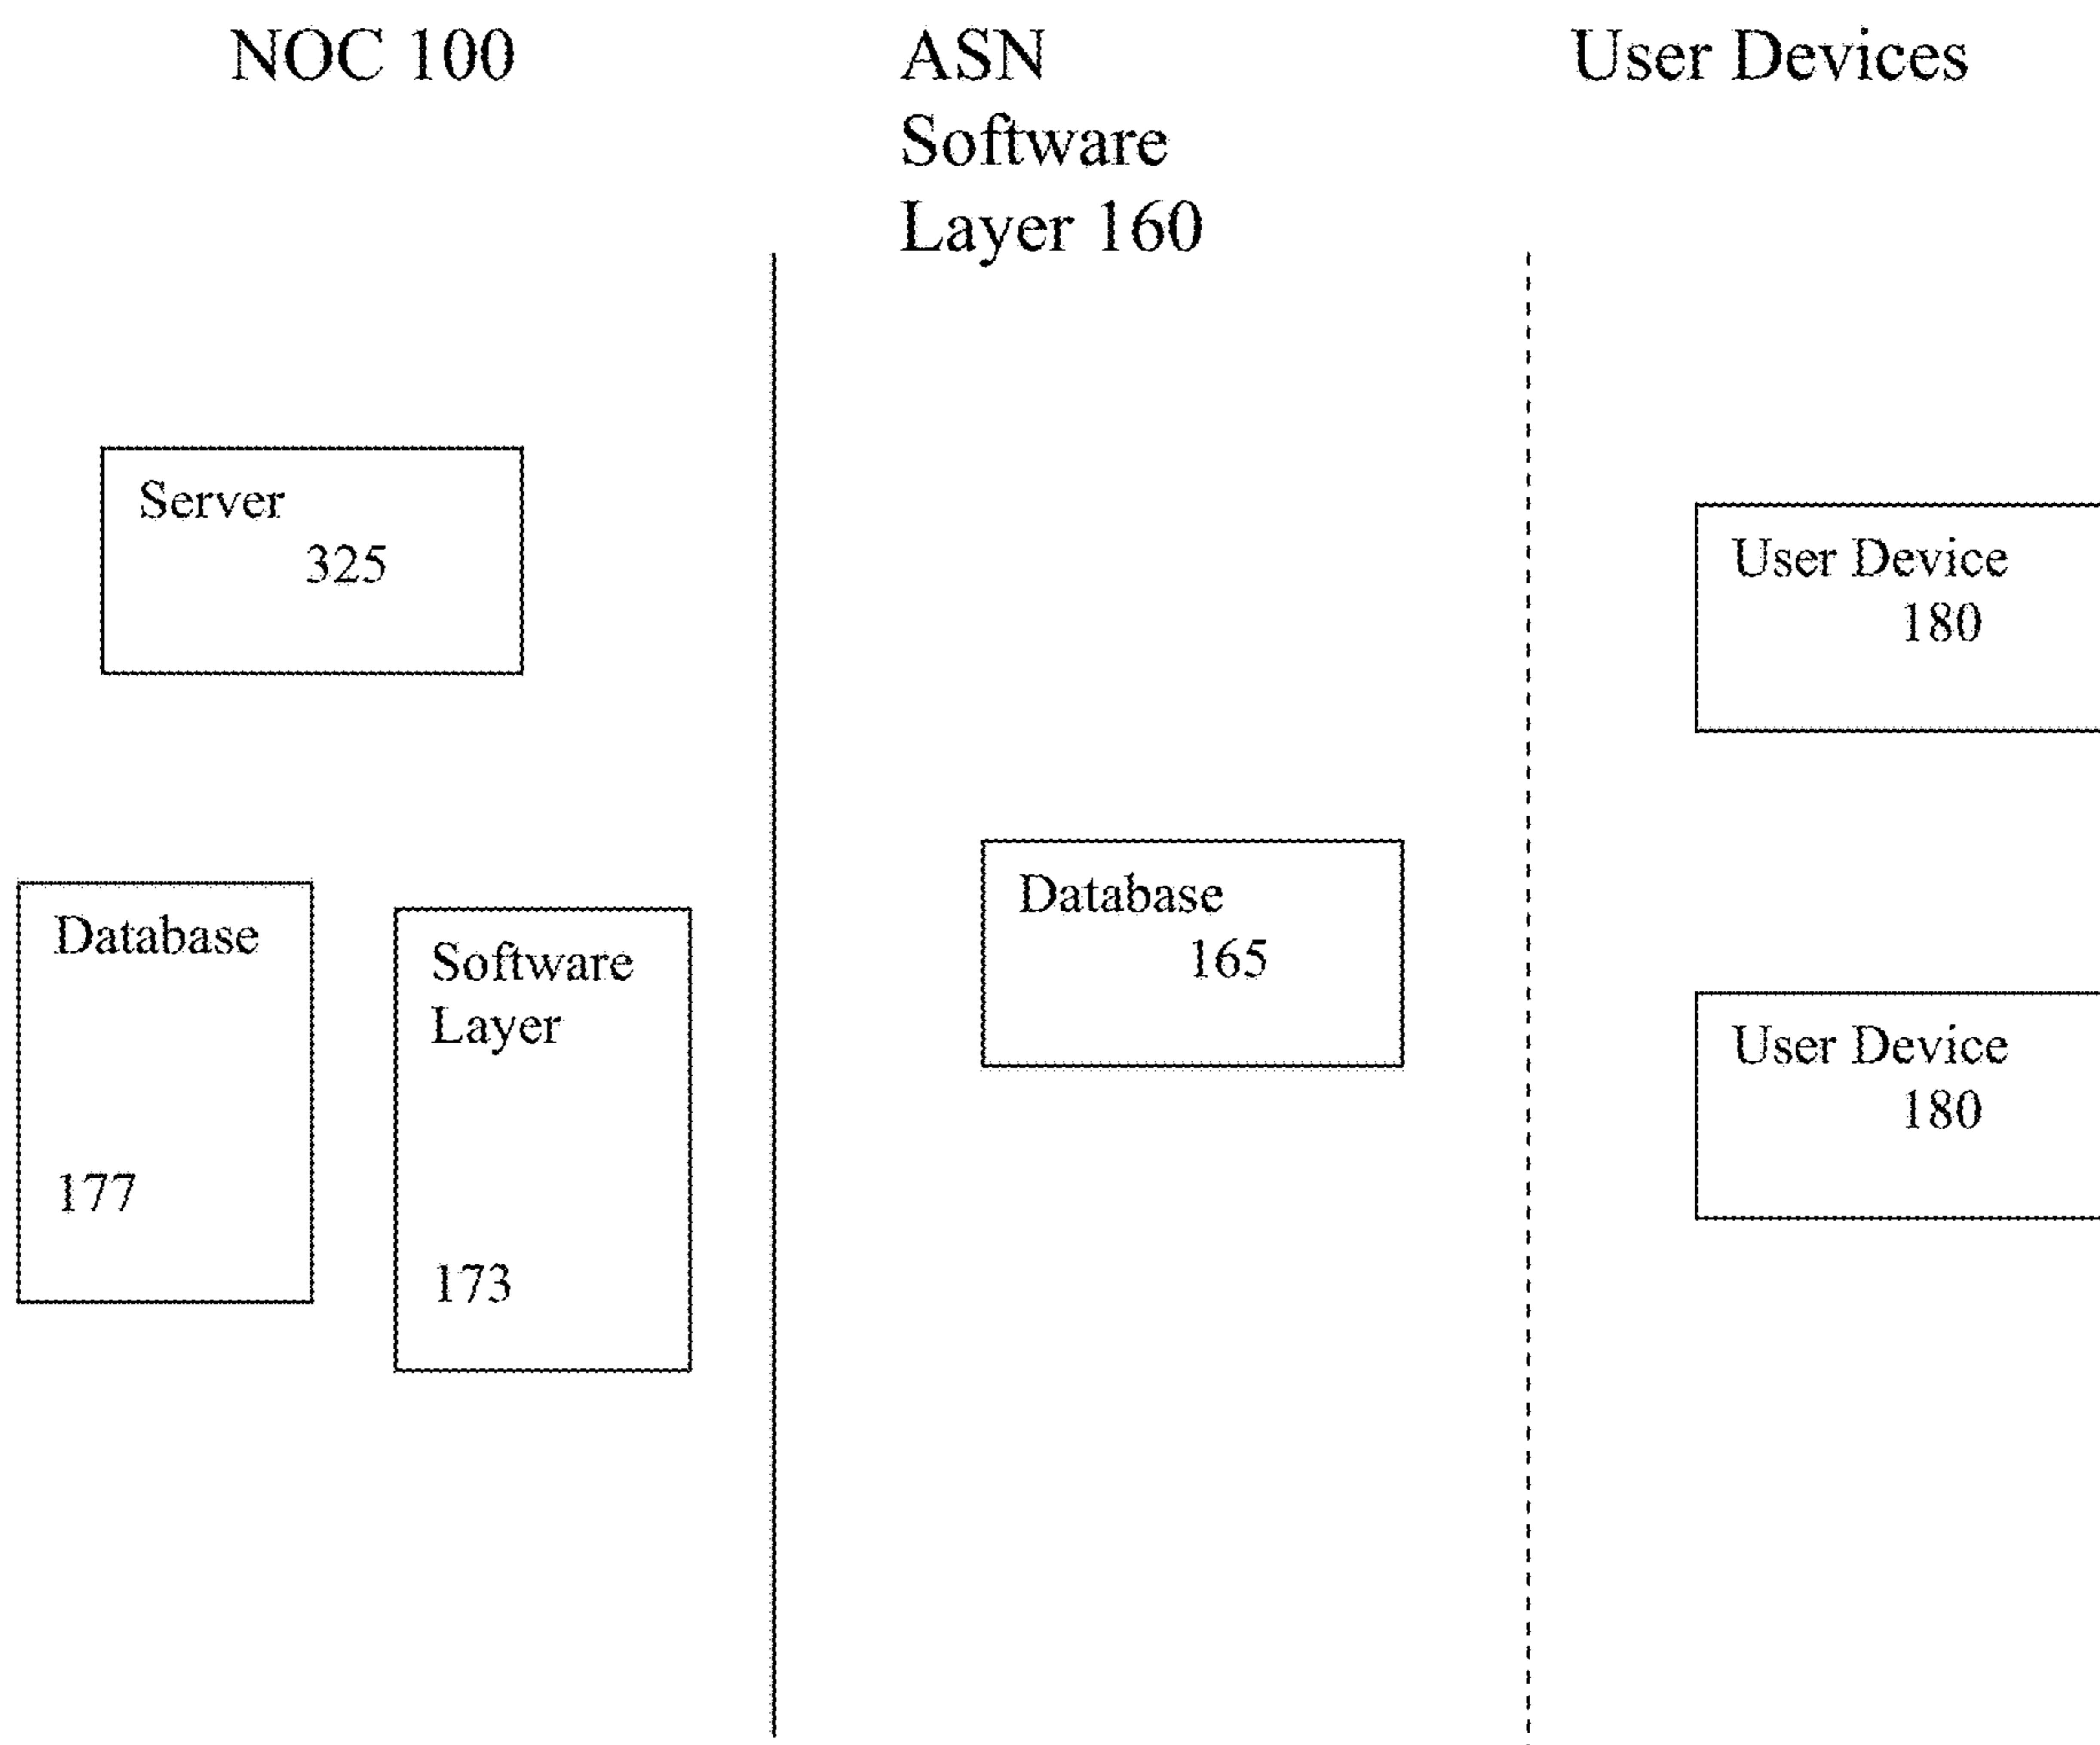 NOC 100
ASN
Software
Layer 160
User Devices
Server
325
Database
177
Software
Layer
173
Database
165
User Device
180
User Device
180